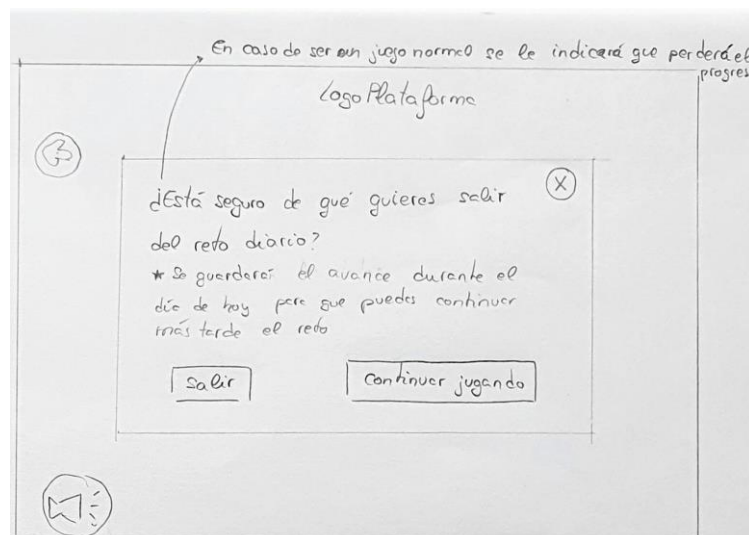 En caso de ser un juego normal se le indicará que perderá el
progres
Logo Plataforma
¿Está seguro de qué quieres salir
del reto diario?
* Se guardará el avance durante el
día de hoy para que puedas continuar
más tarde el reto
X
Salir
Continuar jugando